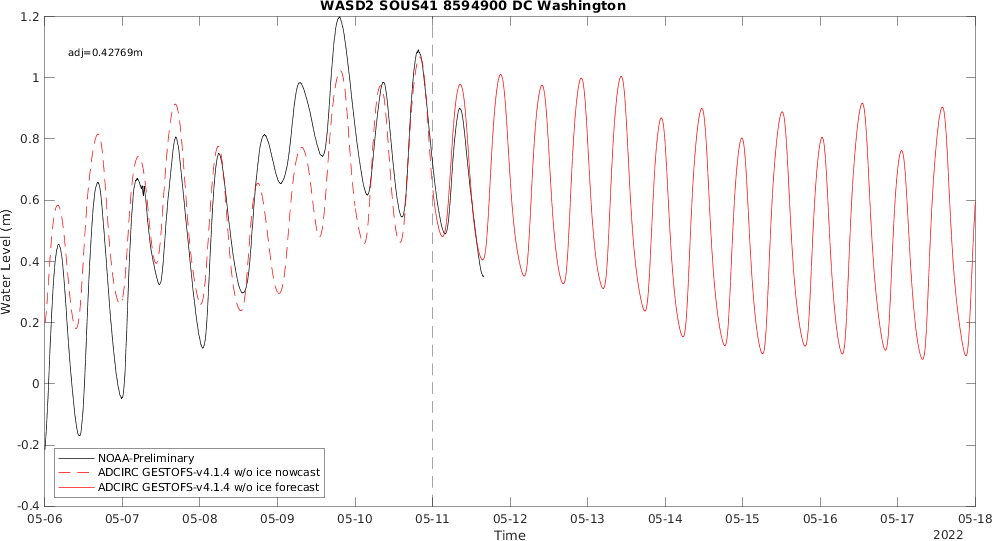 WASD2 SOUS41 8594900 DC Washington
adj=0.42769m
1.2
1
0.8
0.6
0.4
0.2
0
-0.2
-0.4
Water Level (m)
NOAA-Preliminary
ADCIRC GESTOFS-v4.1.4 w/o ice nowcast
ADCIRC GESTOFS-v4.1.4 w/o ice forecast
05-06 05-07 05-08 05-09 05-10 05-11 05-12 05-13 05-14 05-15 05-16 05-17 05-18
Time
2022